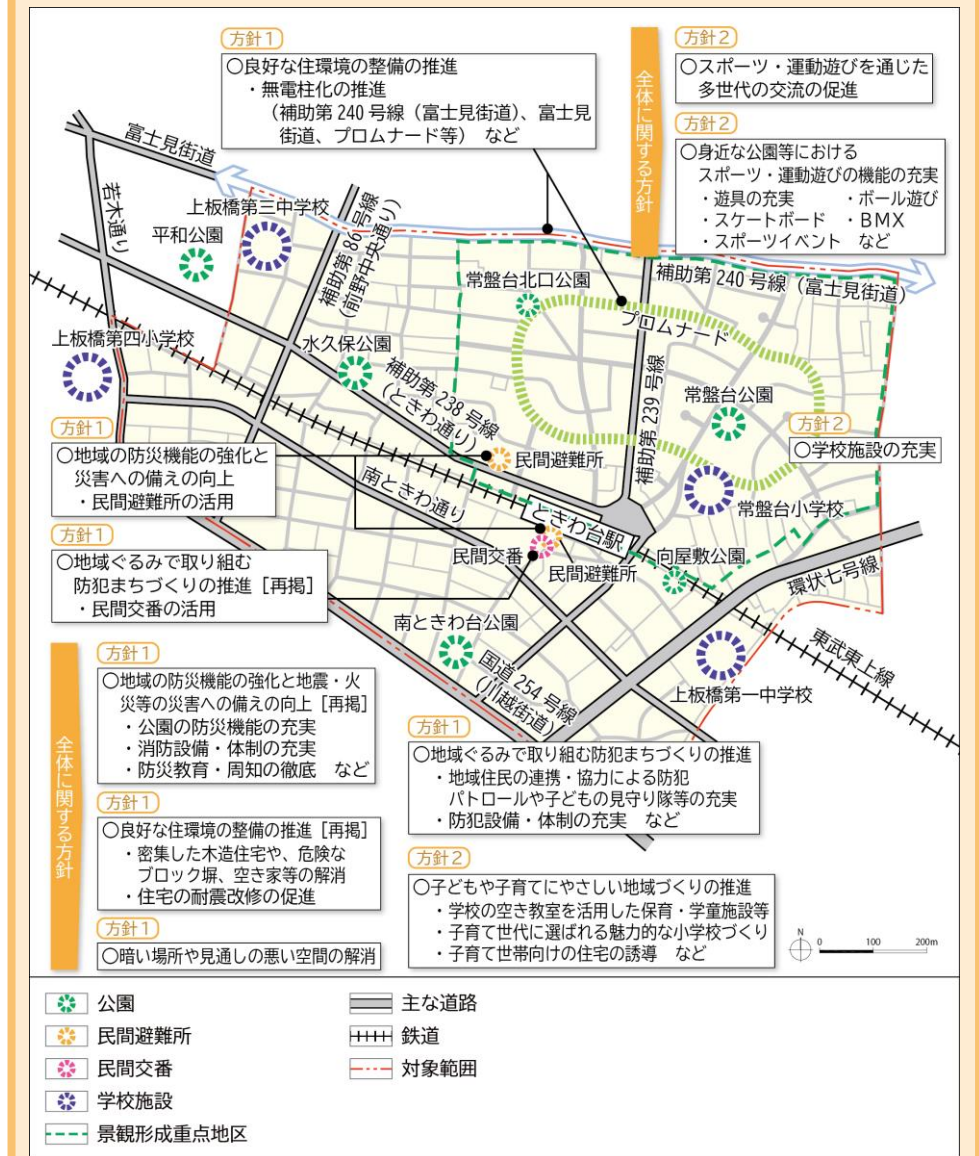 方針1
○良好な住環境の整備の推進
・無電柱化の推進
(補助第240号線(富士見街道)、富士見
街道、プロムナード等) など
全体に関する方針
方針2
○スポーツ・運動遊びを通じた
多世代の交流の促進
方針2
○身近な公園等における
スポーツ・運動遊びの機能の充実
・遊具の充実 ・ボール遊び
・スケートボード ・BMX
・スポーツイベント など
富士見街道
若木通り
上板橋第三中学校
平和公園
補助第86号線
(前野中央通り)
常盤台北口公園
補助第240号線(富士見街道)
プロムナード
上板橋第四小学校
水久保公園
補助第238号線
(ときわ通り)
補助第239号線
常盤台公園
方針2
○学校施設の充実
方針1
○地域の防災機能の強化と
災害への備えの向上
・民間避難所の活用
民間避難所
南ときわ通り
常盤台小学校
ときわ台駅
方針1
○地域ぐるみで取り組む
防犯まちづくりの推進[再掲]
・民間交番の活用
民間交番
民間避難所
向屋敷公園
環状七号線
南ときわ台公園
国道254号線
(川越街道)
上板橋第一中学校
東武東上線
全体に関する方針
方針1
○地域の防災機能の強化と地震・火
災等の災害への備えの向上[再掲]
・公園の防災機能の充実
・消防設備・体制の充実
・防災教育・周知の徹底 など
方針1
○良好な住環境の整備の推進[再掲]
・密集した木造住宅や、危険な
ブロック塀、空き家等の解消
・住宅の耐震改修の促進
方針1
○暗い場所や見通しの悪い空間の解消
方針1
○地域ぐるみで取り組む防犯まちづくりの推進
・地域住民の連携・協力による防犯
パトロールや子どもの見守り隊等の充実
・防犯設備・体制の充実 など
方針2
○子どもや子育てにやさしい地域づくりの推進
・学校の空き教室を活用した保育・学童施設等
・子育て世代に選ばれる魅力的な小学校づくり
・子育て世帯向けの住宅の誘導 など
N
0 100 200m
公園
民間避難所
民間交番
学校施設
景観形成重点地区
主な道路
鉄道
対象範囲